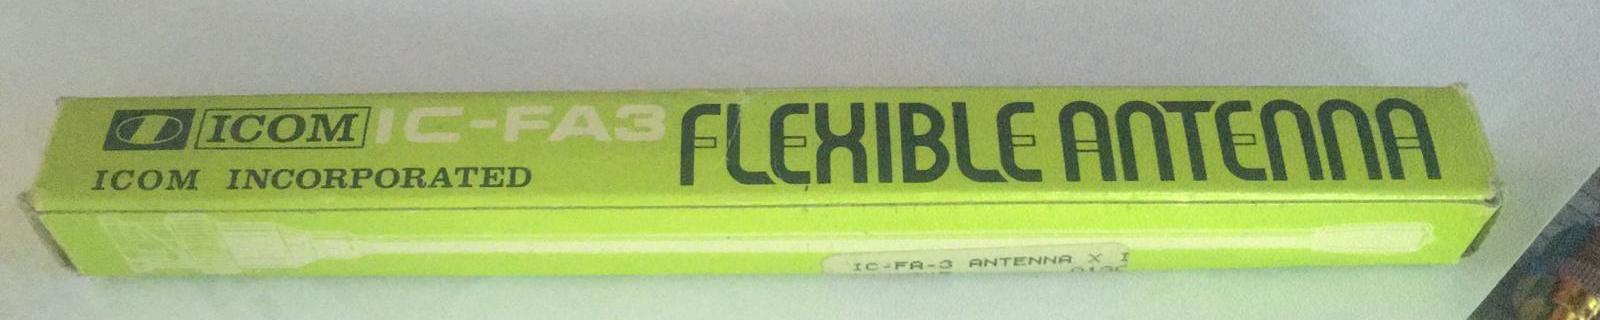 ICOM IC-FA3 FLEXIBLE ANTENNA
ICOM INCORPORATED
IC-FA-3 ANTENNA X